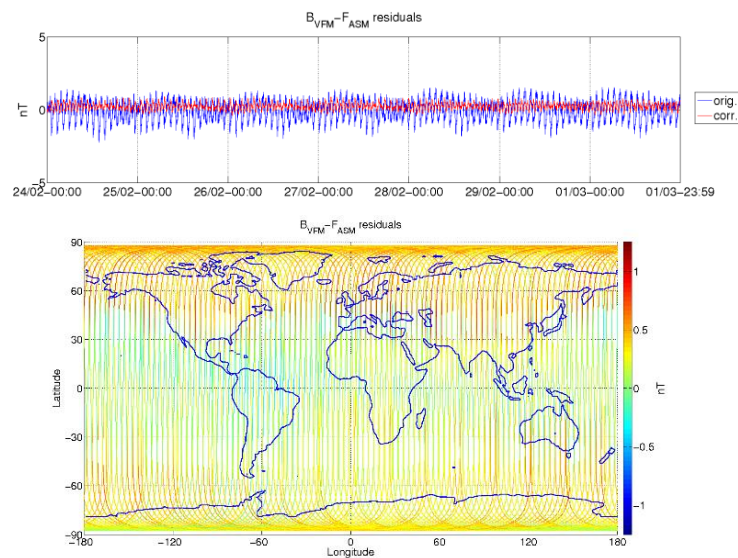 B_VFM−F_ASM residuals
5
0
−5
nT
24/02−00:00 25/02−00:00 26/02−00:00 27/02−00:00 28/02−00:00 29/02−00:00 01/03−00:00 01/03−23:59
orig.
corr.
B_VFM−F_ASM residuals
90
60
30
0
−30
−60
−90
Latitude
−180 −120 −60 0 60 120 180
Longitude
1
0.5
0
−0.5
−1
nT